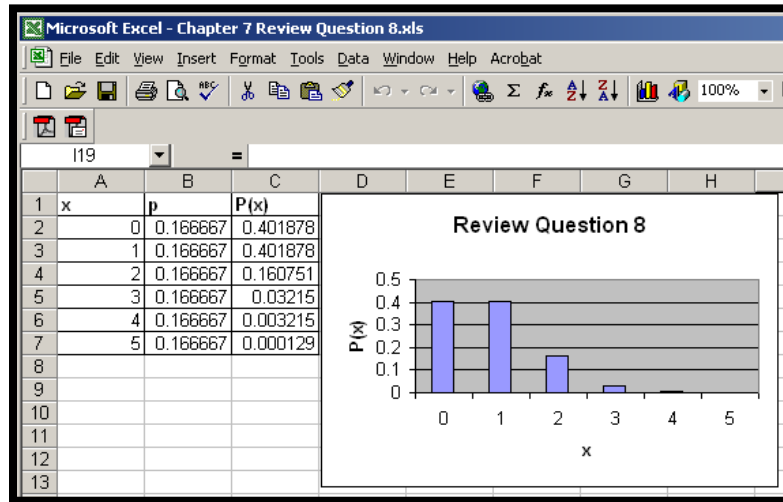 Microsoft Excel - Chapter 7 Review Question 8.xls
File Edit View Insert Format Tools Data Window Help Acrobat
ABC Σ fx A Z Z A 100%
I19 =
A B C D E F G H
1 x p P(x)
2 0 0.166667 0.401878
3 1 0.166667 0.401878
4 2 0.166667 0.160751
5 3 0.166667 0.03215
6 4 0.166667 0.003215
7 5 0.166667 0.000129
8
9
10
11
12
13
Review Question 8
P(x)
0.5
0.4
0.3
0.2
0.1
0
0 1 2 3 4 5
x